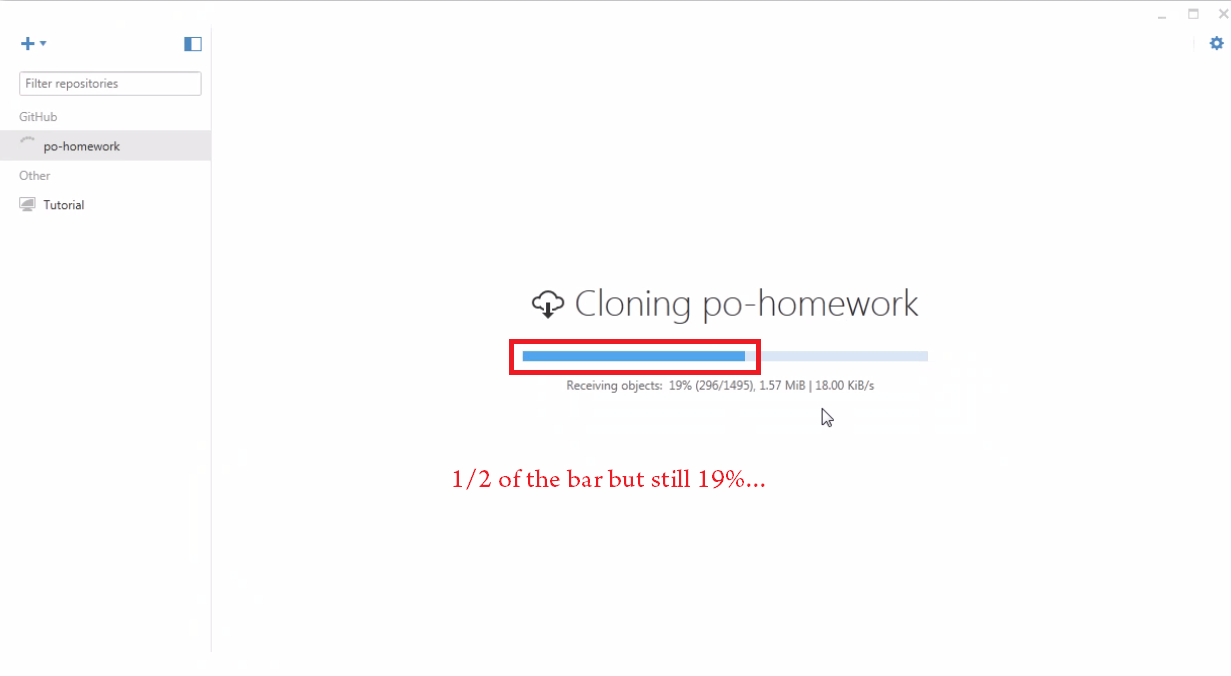 Filter repositories
GitHub
po-homework
Other
Tutorial
Cloning po-homework
Receiving objects: 19% (296/1495), 1.57 MiB | 18.00 KiB/s
1/2 of the bar but still 19%...